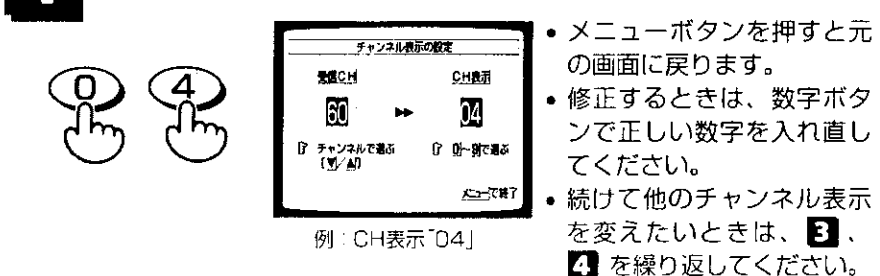 0
4
チャンネル表示の設定
受信CH
CH表示
60
▶▶
04
チャンネルで選ぶ
(▼/▲)
0～9で選ぶ
メニューで終了
例：CH表示「04」
• メニューボタンを押すと元
の画面に戻ります。
• 修正するときは、数字ボタ
ンで正しい数字を入れ直し
てください。
• 続けて他のチャンネル表示
を変えたいときは、3、
4 を繰り返してください。